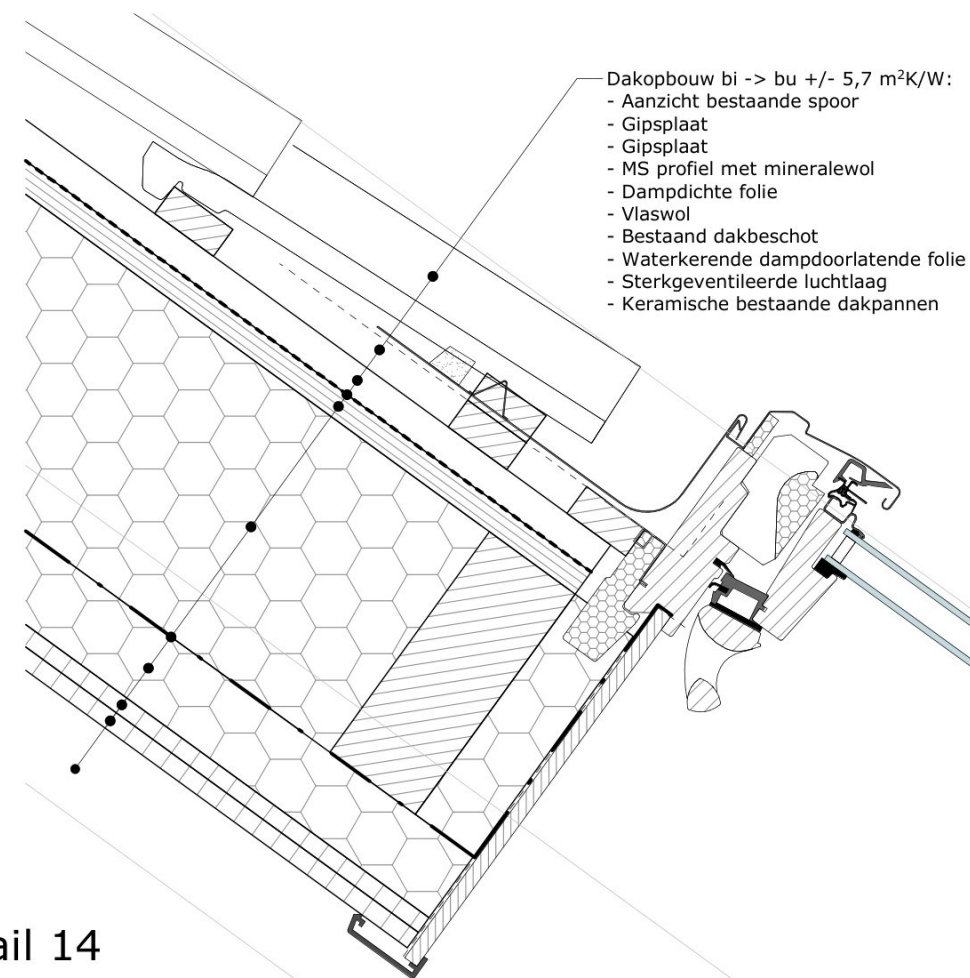 Dakopbouw bi -> bu +/- 5,7 m²K/W:
- Aanzicht bestaande spoor
- Gipsplaat
- Gipsplaat
- MS profiel met mineralewol
- Dampdichte folie
- Vlaswol
- Bestaand dakbeschot
- Waterkerende dampdoorlatende folie
- Sterkgeventileerde luchtlaag
- Keramische bestaande dakpannen
ail 14